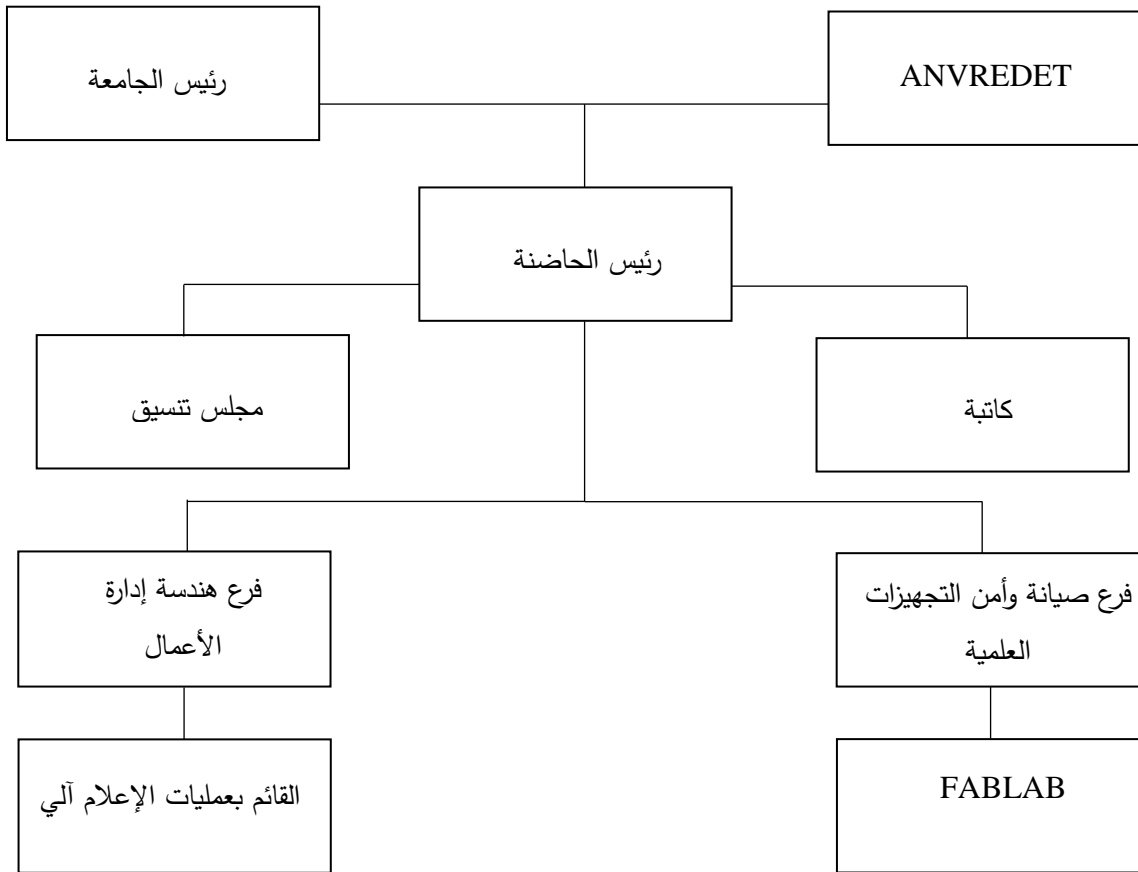 رئيس الجامعة
ANVREDET
رئيس الحاضنة
كاتبة
مجلس تنسيق
فرع صيانة وأمن التجهيزات
العلمية
فرع هندسة إدارة
الأعمال
FABLAB
القائم بعمليات الإعلام آلي